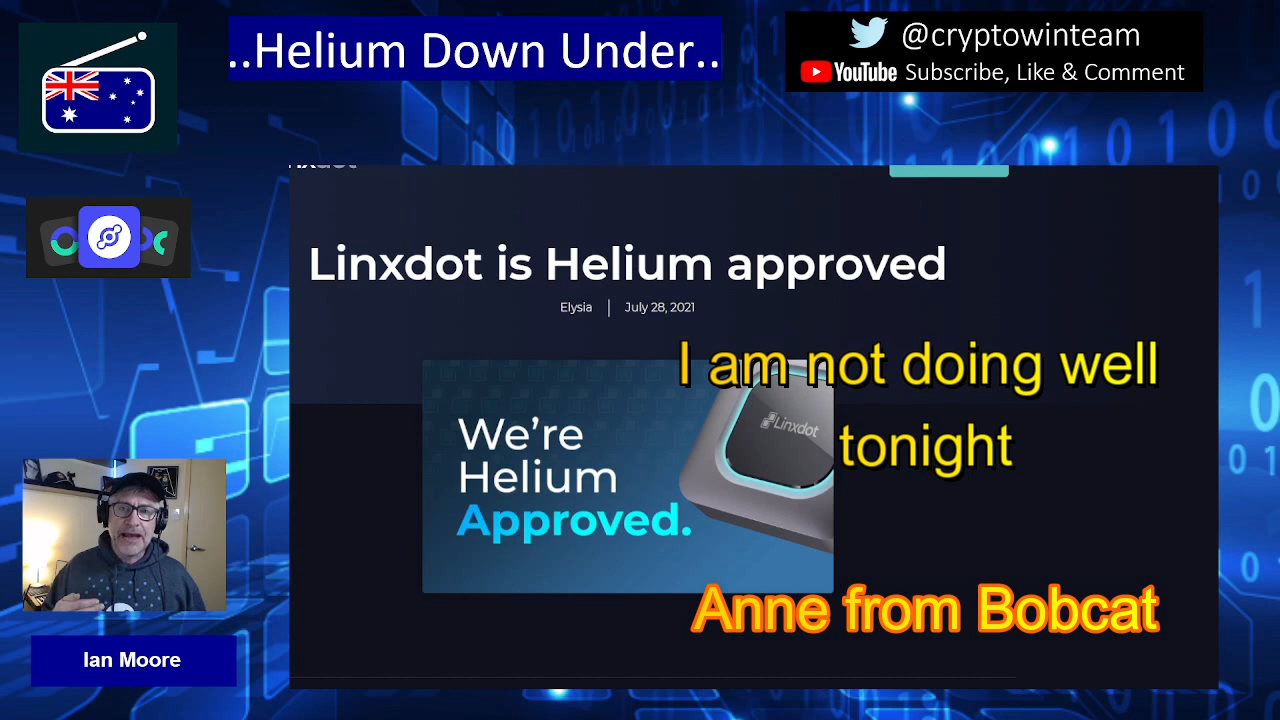 ..Helium Down Under..
@cryptowinteam
YouTube Subscribe, Like & Comment
Linxdot is Helium approved
Elysia | July 28, 2021
We're
Helium
Approved.
Linxdot
I am not doing well
tonight
Anne from Bobcat
Ian Moore